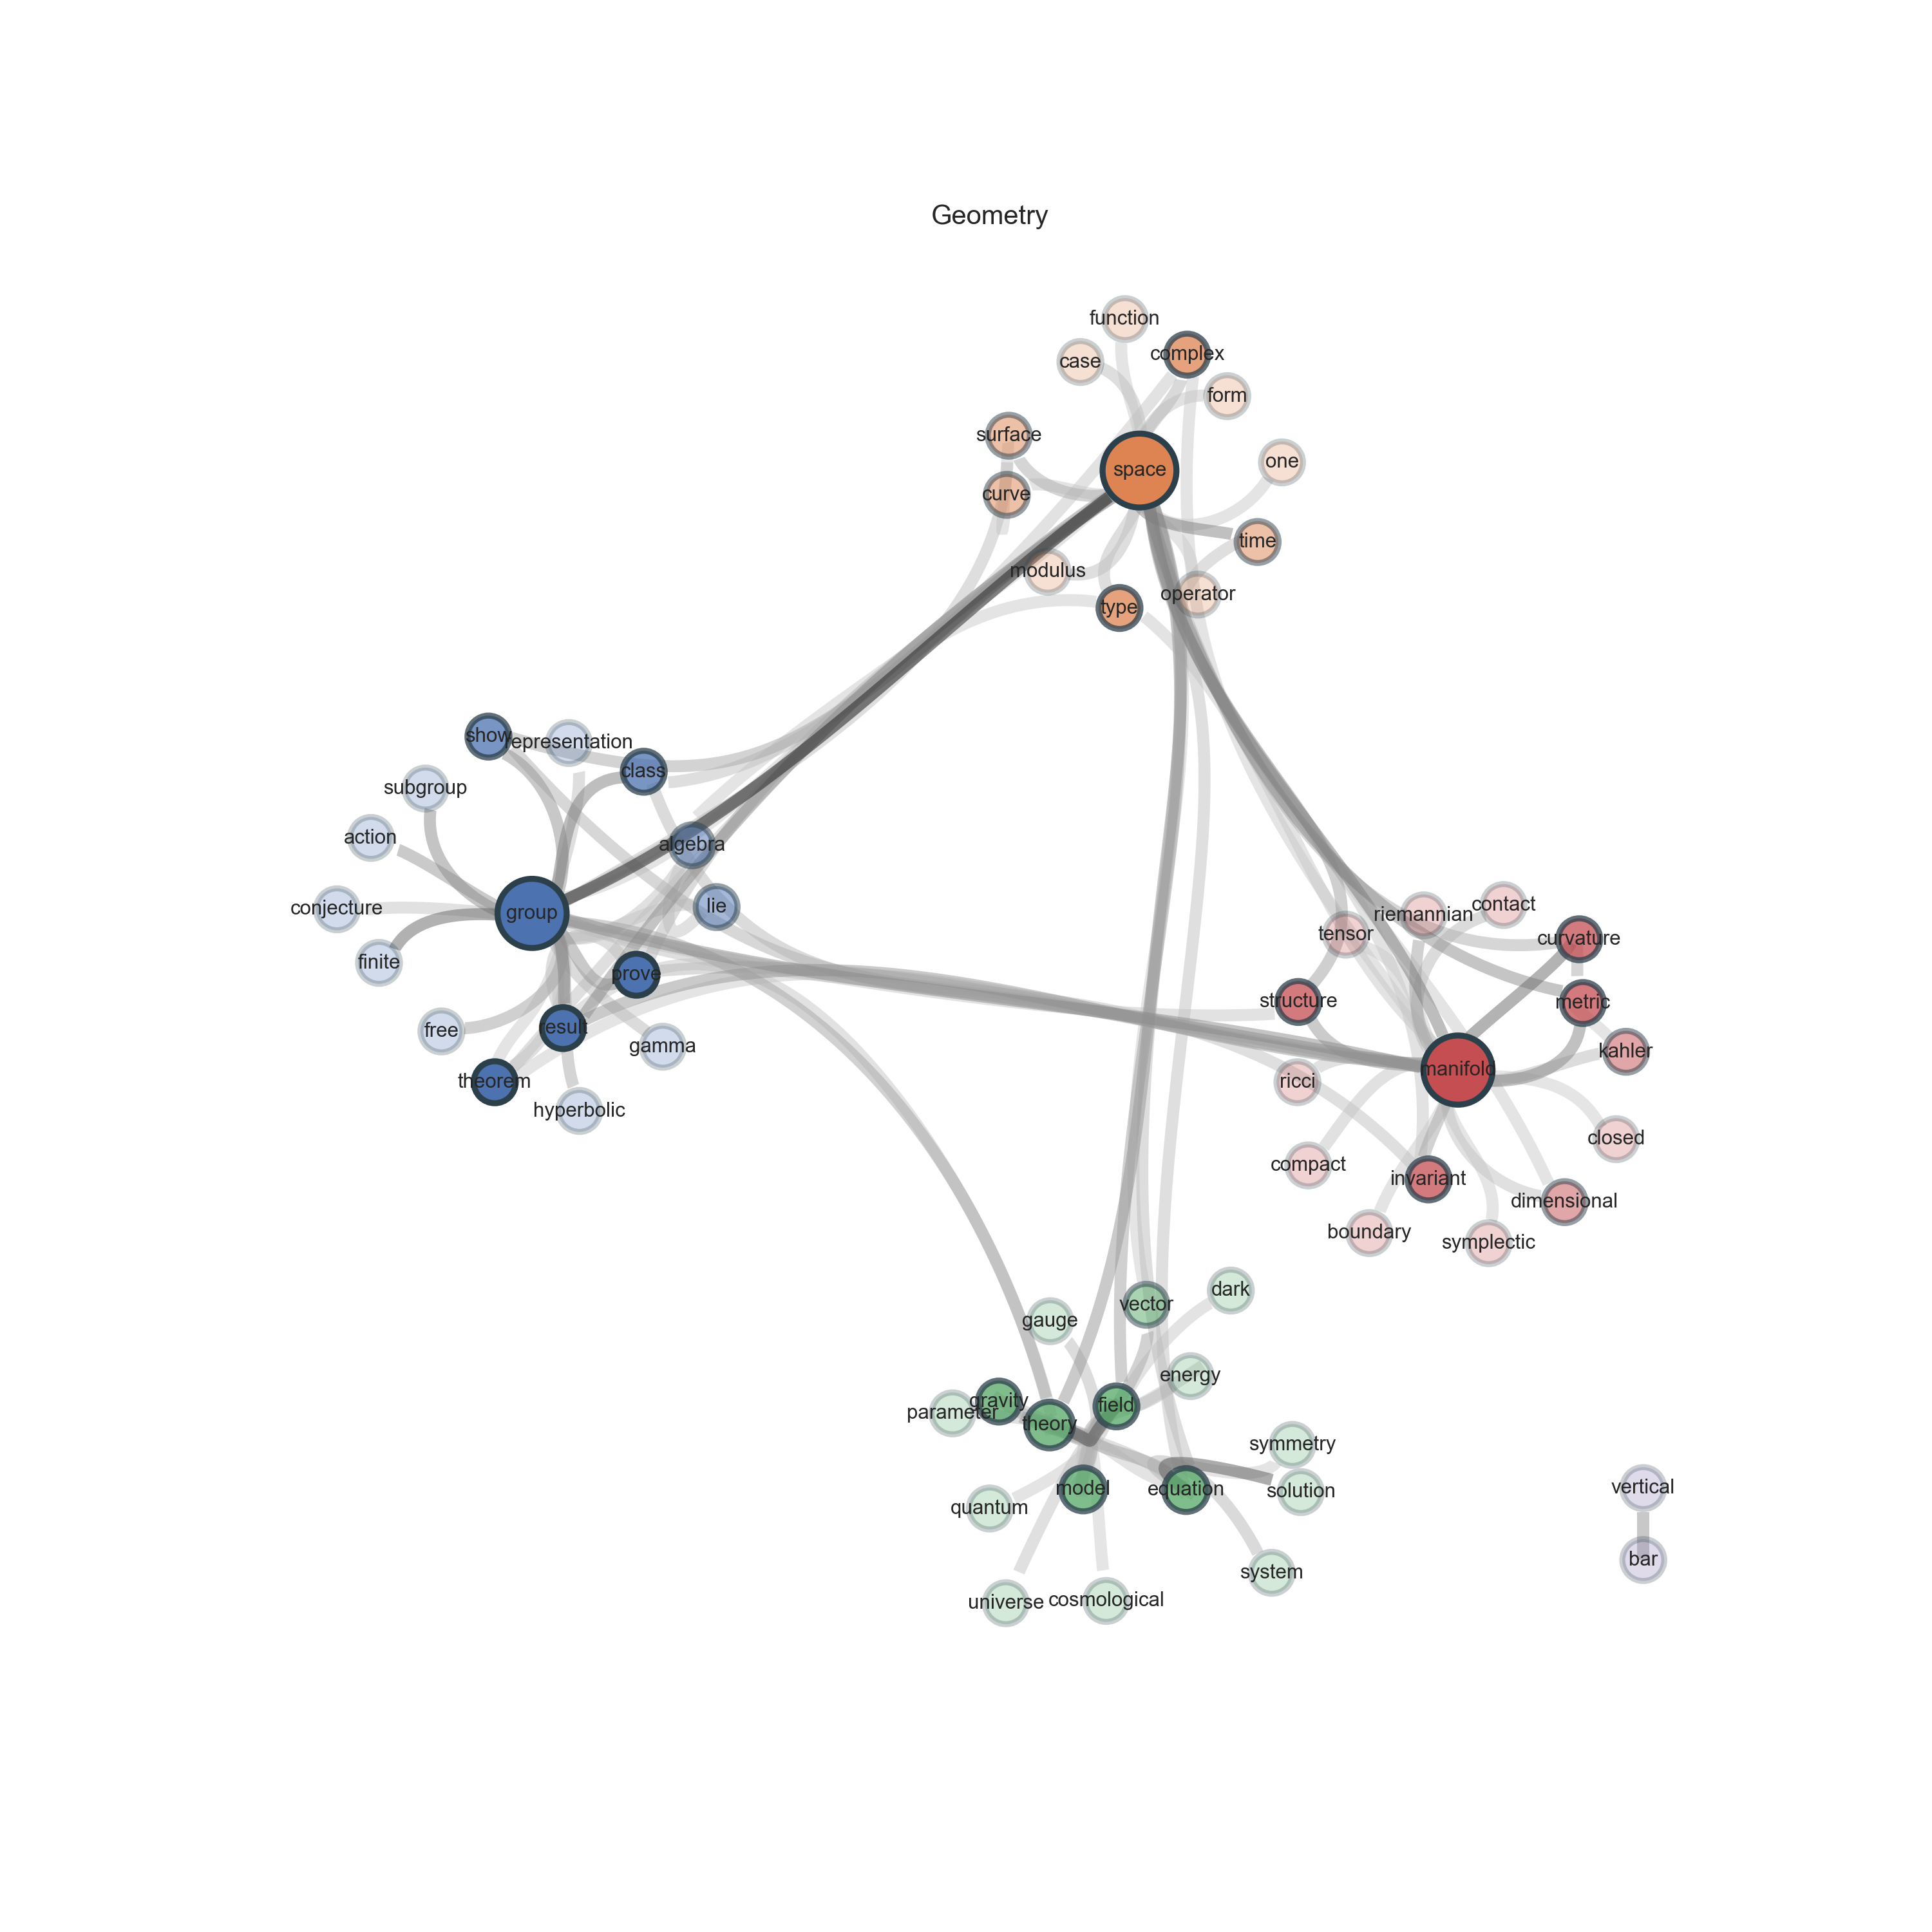 Geometry
function
complex
case
form
surface
space
one
curve
time
modulus
operator
type
show
representation
class
subgroup
action
algebra
conjecture
group
lie
finite
prove
free
result
gamma
theorem
hyperbolic
riemannian
contact
tensor
curvature
structure
metric
kahler
manifold
ricci
closed
compact
invariant
dimensional
boundary
symplectic
dark
vector
gauge
energy
gravity
parameter
field
theory
symmetry
model
equation
solution
quantum
system
universe
cosmological
vertical
bar